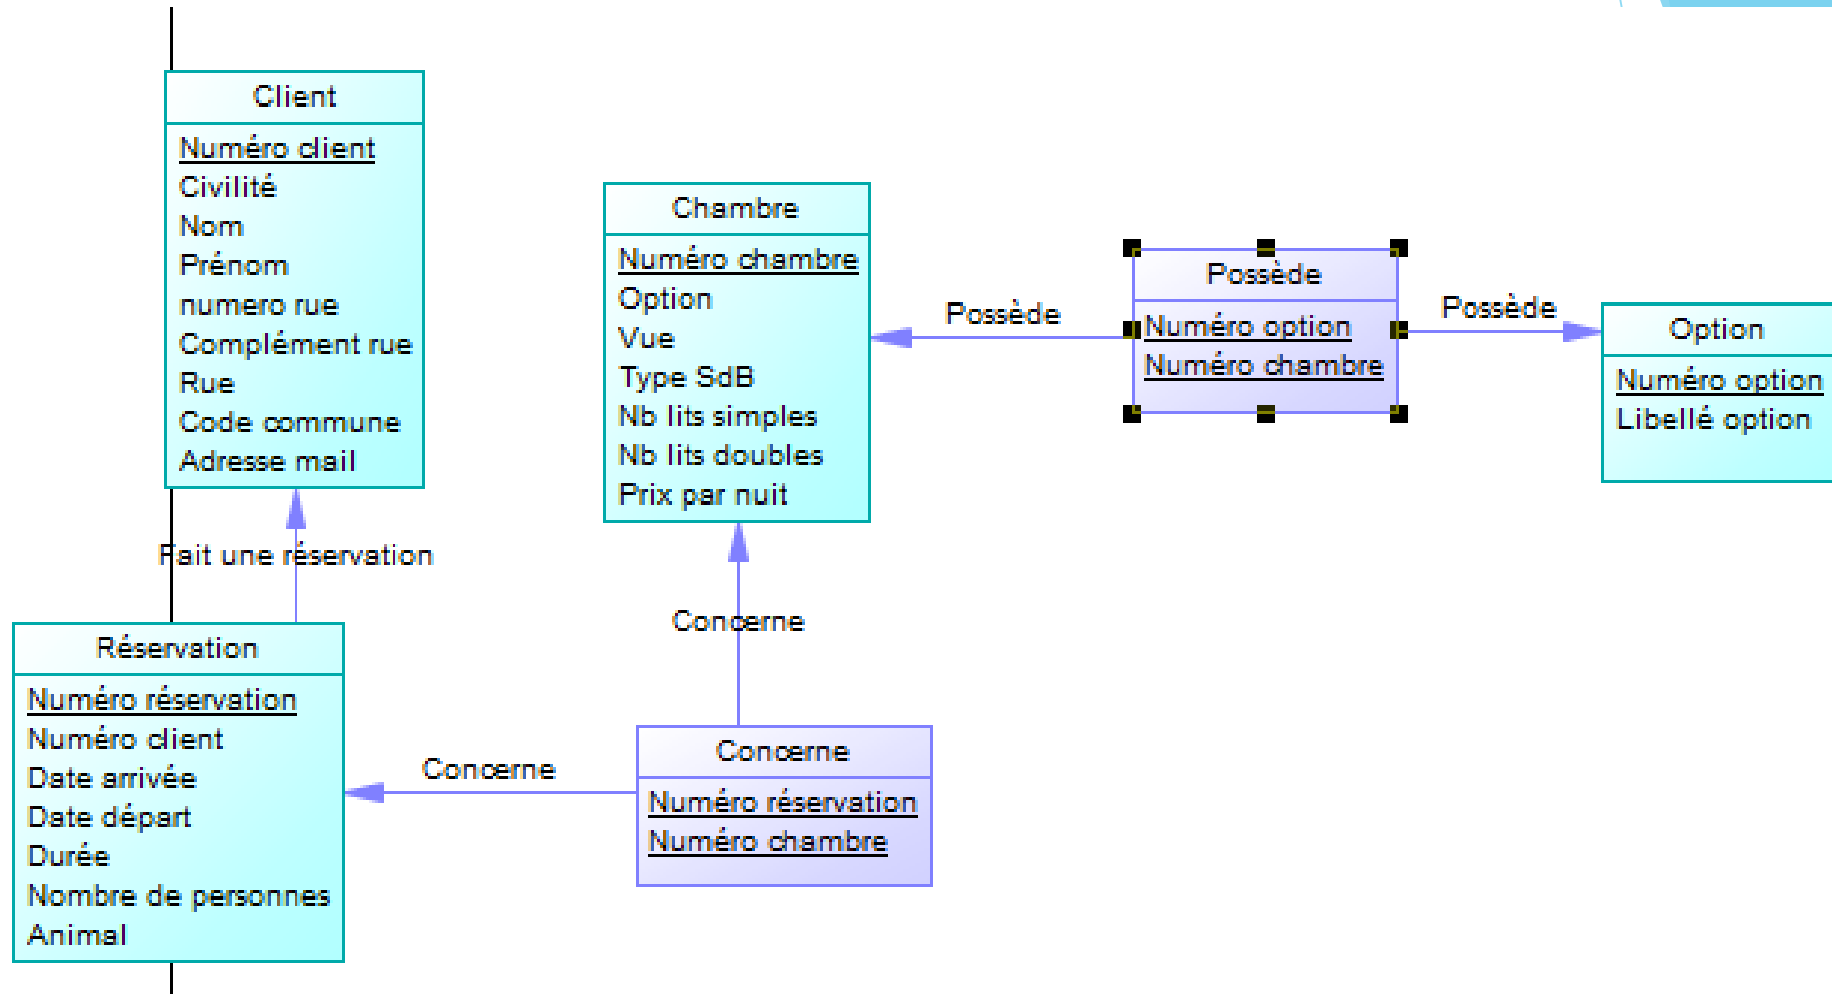 Client
Numéro client
Civilité
Nom
Prénom
numero rue
Complément rue
Rue
Code commune
Adresse mail
Fait une réservation
Réservation
Numéro réservation
Numéro client
Date arrivée
Date départ
Durée
Nombre de personnes
Animal
Chambre
Numéro chambre
Option
Vue
Type SdB
Nb lits simples
Nb lits doubles
Prix par nuit
Concerne
Concerne
Concerne
Numéro réservation
Numéro chambre
Possède
Possède
Numéro option
Numéro chambre
Possède
Option
Numéro option
Libellé option